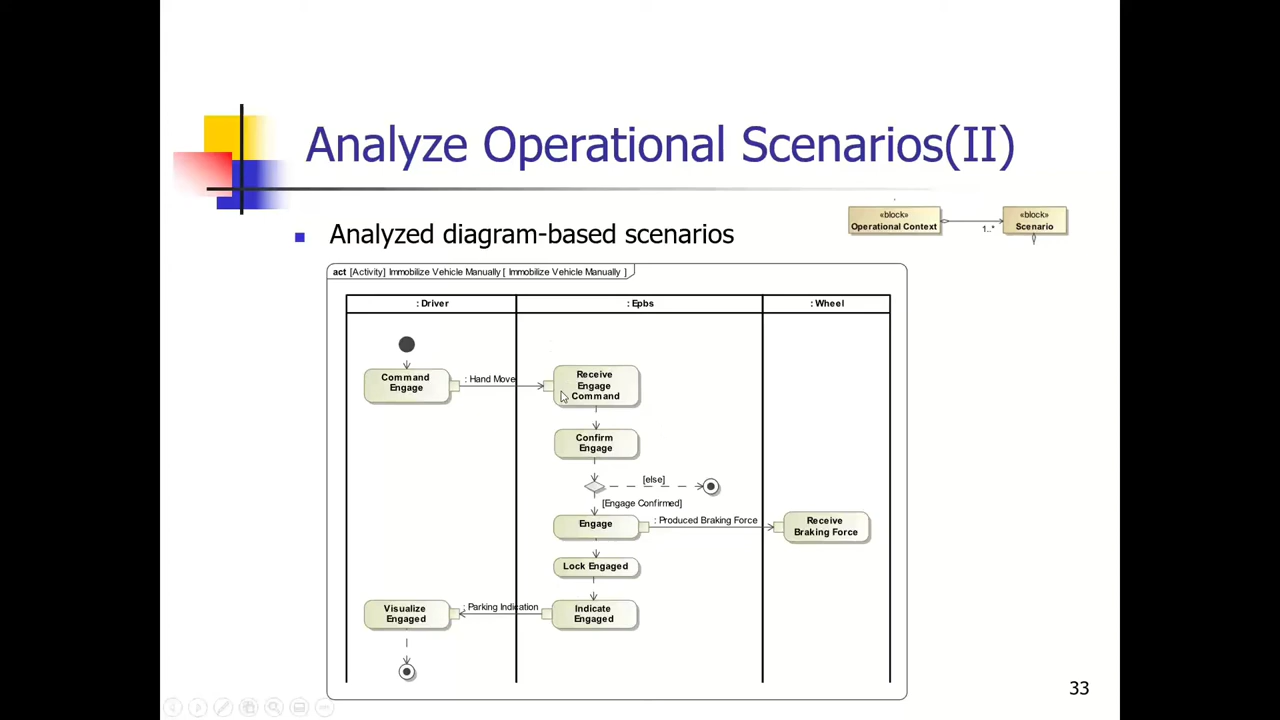 Analyze Operational Scenarios(II)
Analyzed diagram-based scenarios
«block»
Operational Context
1..*
«block»
Scenario
act [Activity] Immobilize Vehicle Manually [ Immobilize Vehicle Manually ]
: Driver
: Epbs
: Wheel
Command
Engage
: Hand Move
Receive
Engage
Command
Confirm
Engage
[else]
[Engage Confirmed]
Engage
: Produced Braking Force
Receive
Braking Force
Lock Engaged
Visualize
Engaged
: Parking Indication
Indicate
Engaged
33